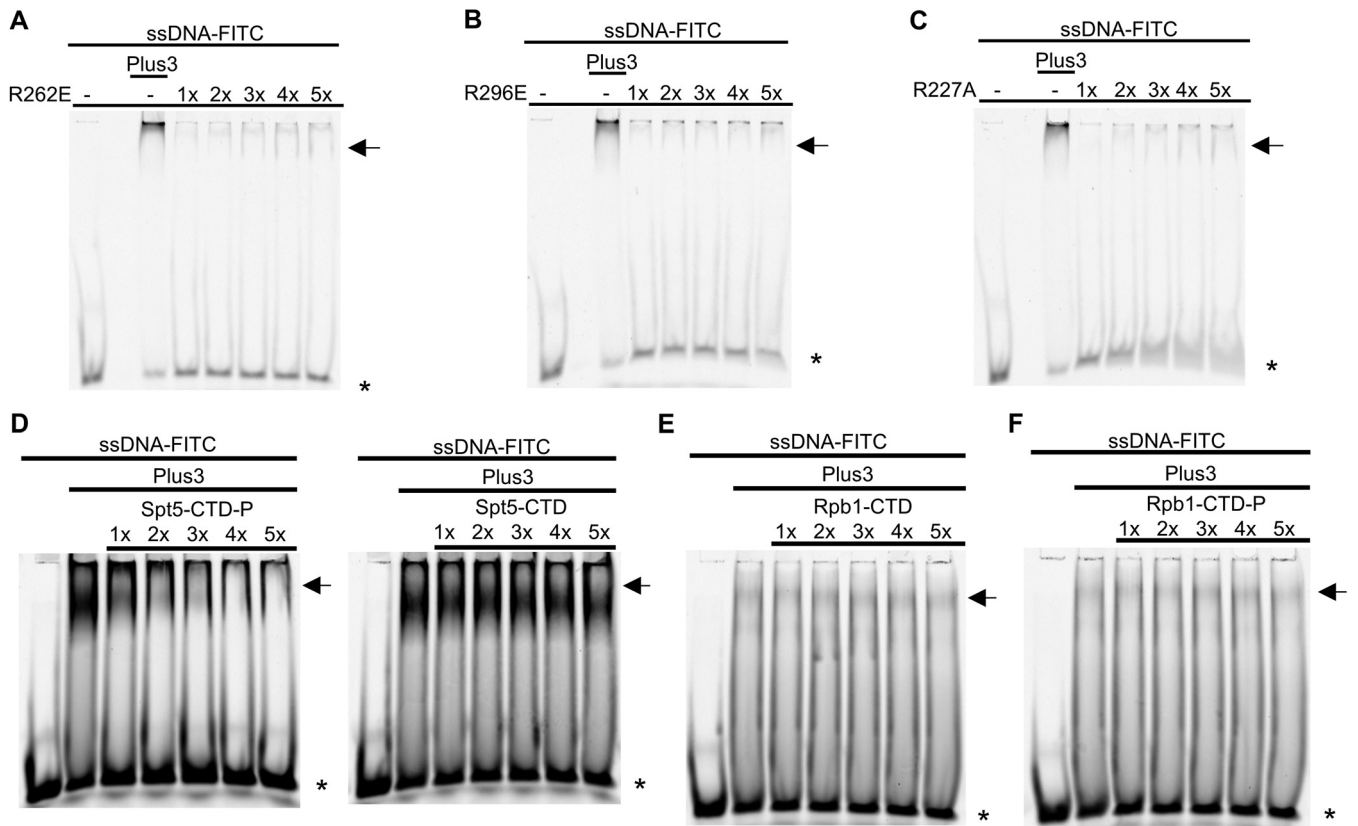 A
ssDNA-FITC
Plus3
R262E - - 1x 2x 3x 4x 5x
*
B
ssDNA-FITC
Plus3
R296E - - 1x 2x 3x 4x 5x
*
C
ssDNA-FITC
Plus3
R227A - - 1x 2x 3x 4x 5x
*
D
ssDNA-FITC
Plus3
Spt5-CTD-P
1x 2x 3x 4x 5x
*
ssDNA-FITC
Plus3
Spt5-CTD
1x 2x 3x 4x 5x
*
E
ssDNA-FITC
Plus3
Rpb1-CTD
1x 2x 3x 4x 5x
*
F
ssDNA-FITC
Plus3
Rpb1-CTD-P
1x 2x 3x 4x 5x
*